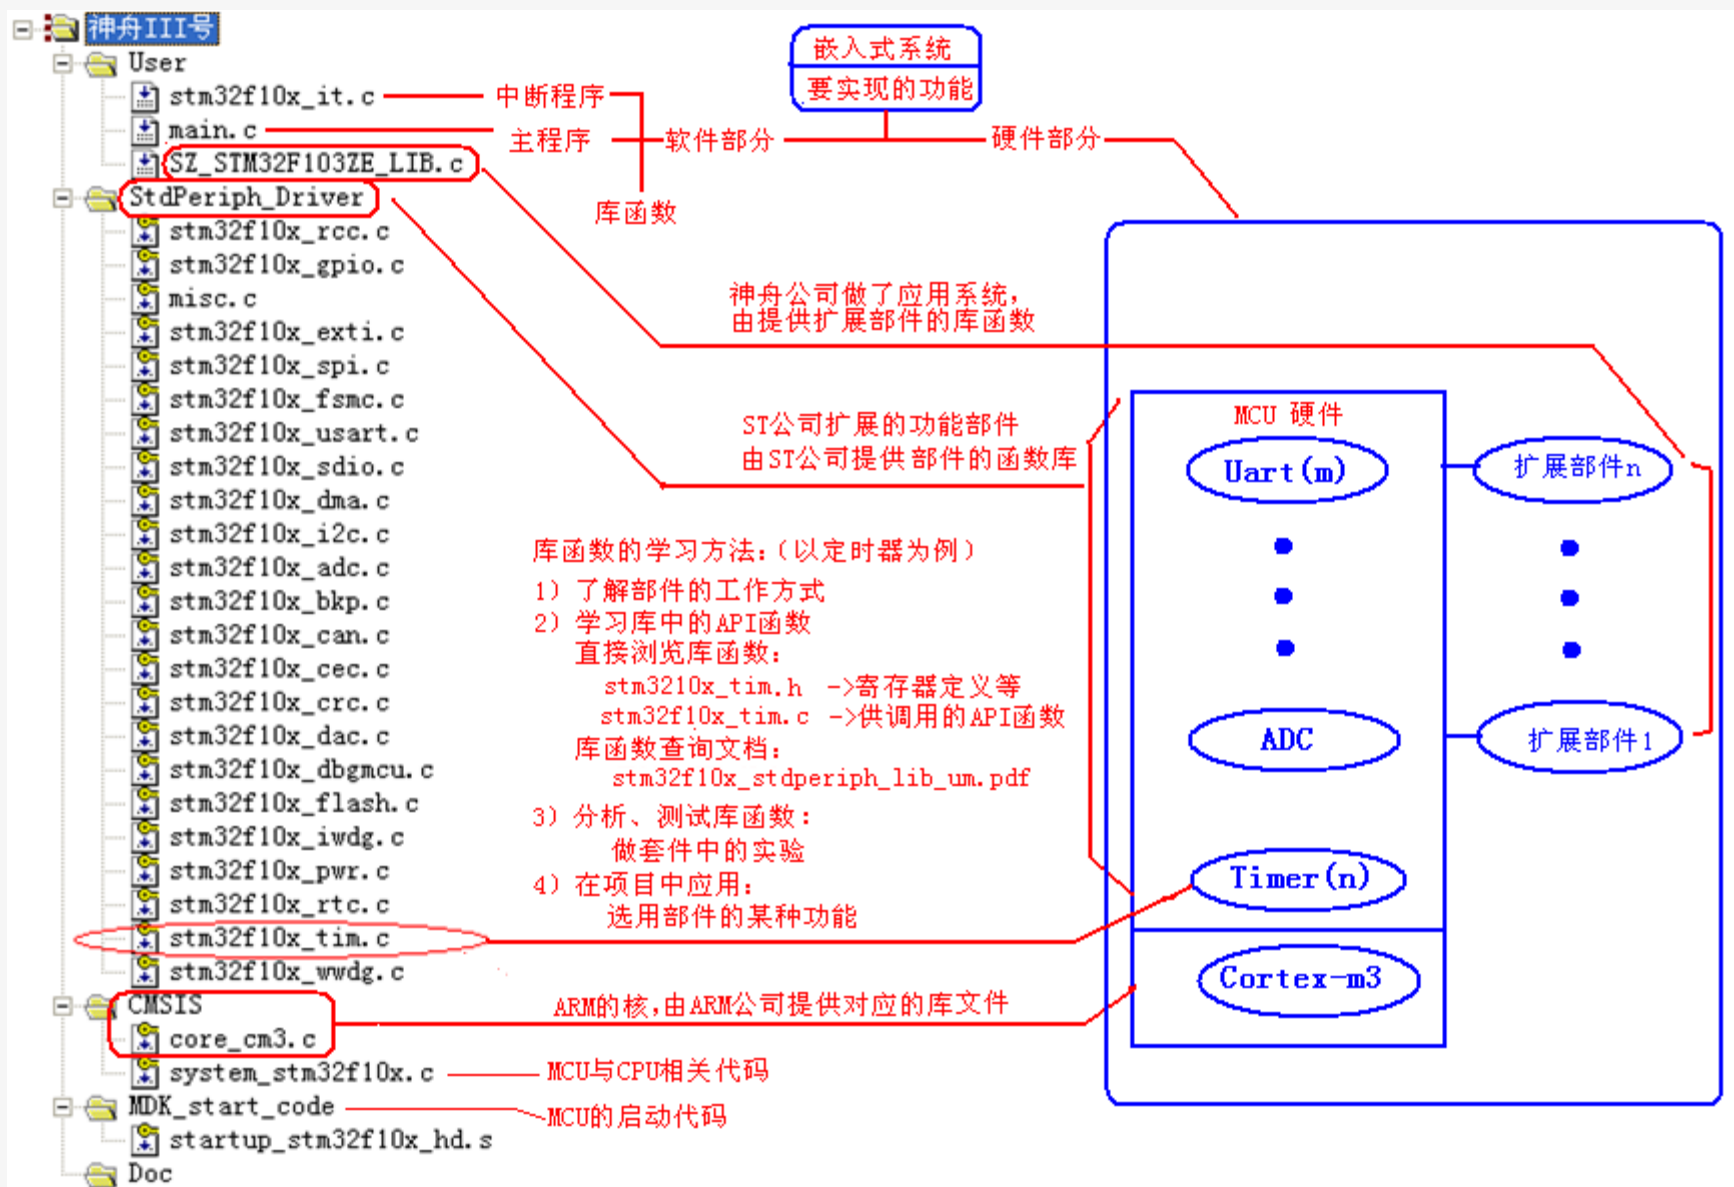 神舟III号
User
stm32f10x_it.c
main.c
SZ_STM32F103ZE_LIB.c
StdPeriph_Driver
stm32f10x_rcc.c
stm32f10x_gpio.c
misc.c
stm32f10x_exti.c
stm32f10x_spi.c
stm32f10x_fsmc.c
stm32f10x_usart.c
stm32f10x_sdio.c
stm32f10x_dma.c
stm32f10x_i2c.c
stm32f10x_adc.c
stm32f10x_bkp.c
stm32f10x_can.c
stm32f10x_cec.c
stm32f10x_crc.c
stm32f10x_dac.c
stm32f10x_dbgmcu.c
stm32f10x_flash.c
stm32f10x_iwdg.c
stm32f10x_pwr.c
stm32f10x_rtc.c
stm32f10x_tim.c
stm32f10x_wwdg.c
CMSIS
core_cm3.c
system_stm32f10x.c
MDK_start_code
startup_stm32f10x_hd.s
Doc
嵌入式系统
要实现的功能
中断程序
主程序
软件部分
硬件部分
库函数
神舟公司做了应用系统,
由提供扩展部件的库函数
ST公司扩展的功能部件
由ST公司提供部件的函数库
库函数的学习方法:(以定时器为例)
1) 了解部件的工作方式
2) 学习库中的API函数
直接浏览库函数:
stm3210x_tim.h ->寄存器定义等
stm32f10x_tim.c ->供调用的API函数
库函数查询文档:
stm32f10x_stdperiph_lib_um.pdf
3) 分析、测试库函数:
做套件中的实验
4) 在项目中应用:
选用部件的某种功能
ARM的核,由ARM公司提供对应的库文件
MCU与CPU相关代码
MCU的启动代码
MCU 硬件
Uart(m)
扩展部件n
ADC
扩展部件1
Timer(n)
Cortex-m3